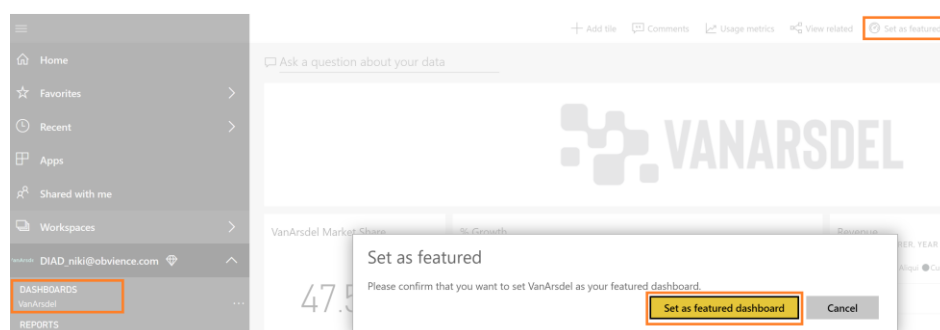 Add tile Comments Usage metrics View related Set as featured
Home
Ask a question about your data
Favorites
Recent
Apps
VANARSDEL
Shared with me
Workspaces
VanArsdel Market Share % Growth Revenue
YEAR
DIAD_niki@obvience.com
Set as featured
Aliqui
DASHBOARDS
VanArsdel
Please confirm that you want to set VanArsdel as your featured dashboard.
47.5
Set as featured dashboard Cancel
REPORTS